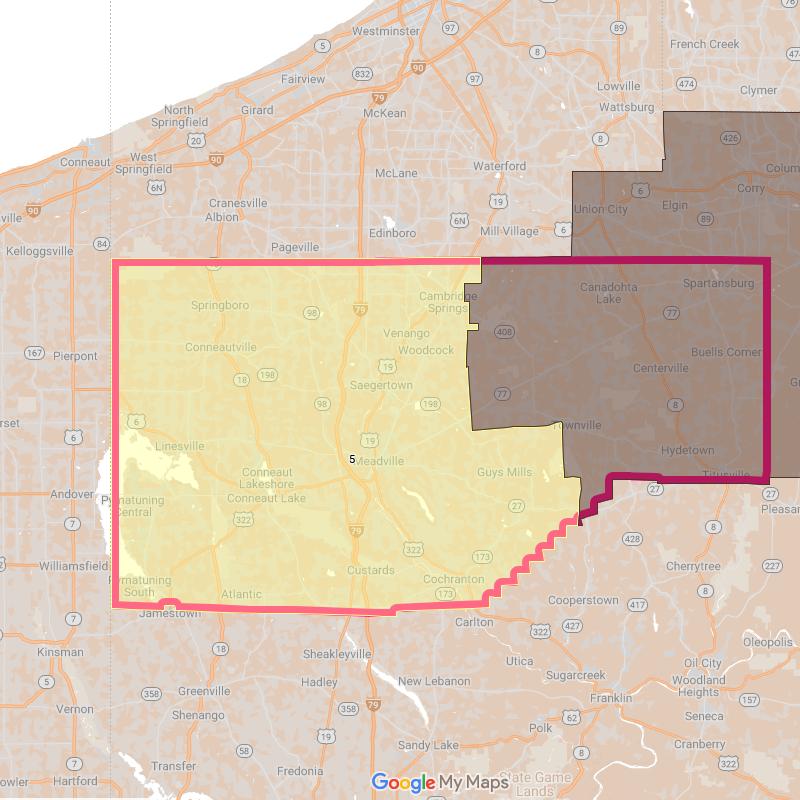 76
97
Westminster
French Creek
89
5
8
474
Fairview
90
832
97
Lowville
Clymer
474
79
Wattsburg
North
Springfield
Girard
McKean
20
8
426
Conneaut
West
Springfield
90
Waterford
6N
McLane
6
Corry
Cranesville
19
Elgin
Union City
90
Albion
6N
89
Edinboro
Mill Village
6
84
Kelloggsville
Pageville
Canadohta
Lake
Spartansburg
Springboro
Cambridge
Springs
98
79
77
408
167
Conneautville
Venango
Woodcock
Buells Corner
Pierpont
19
Centerville
18
198
Saegertown
77
98
198
8
6
6
19
Linesville
Hydetown
5
Meadville
Conneaut
Lakeshore
Guys Mills
Titusville
Andover
Conneaut Lake
27
27
Pymatuning
Central
27
7
322
79
8
428
322
173
Williamsfield
Custards
Cherrytree
227
Pymatuning
South
Cochranton
Atlantic
173
Cooperstown
417
Jamestown
7
Carlton
322
427
18
Kinsman
Sheakleyville
Utica
Oil City
Oleopolis
5
Hadley
New Lebanon
Sugarcreek
Woodland
Heights
358
Greenville
Franklin
157
Vernon
79
358
62
Seneca
Shenango
19
Polk
58
Sandy Lake
8
Cranberry
7
Transfer
322
Fredonia
State Game
Lands
Hartford
Google My Maps